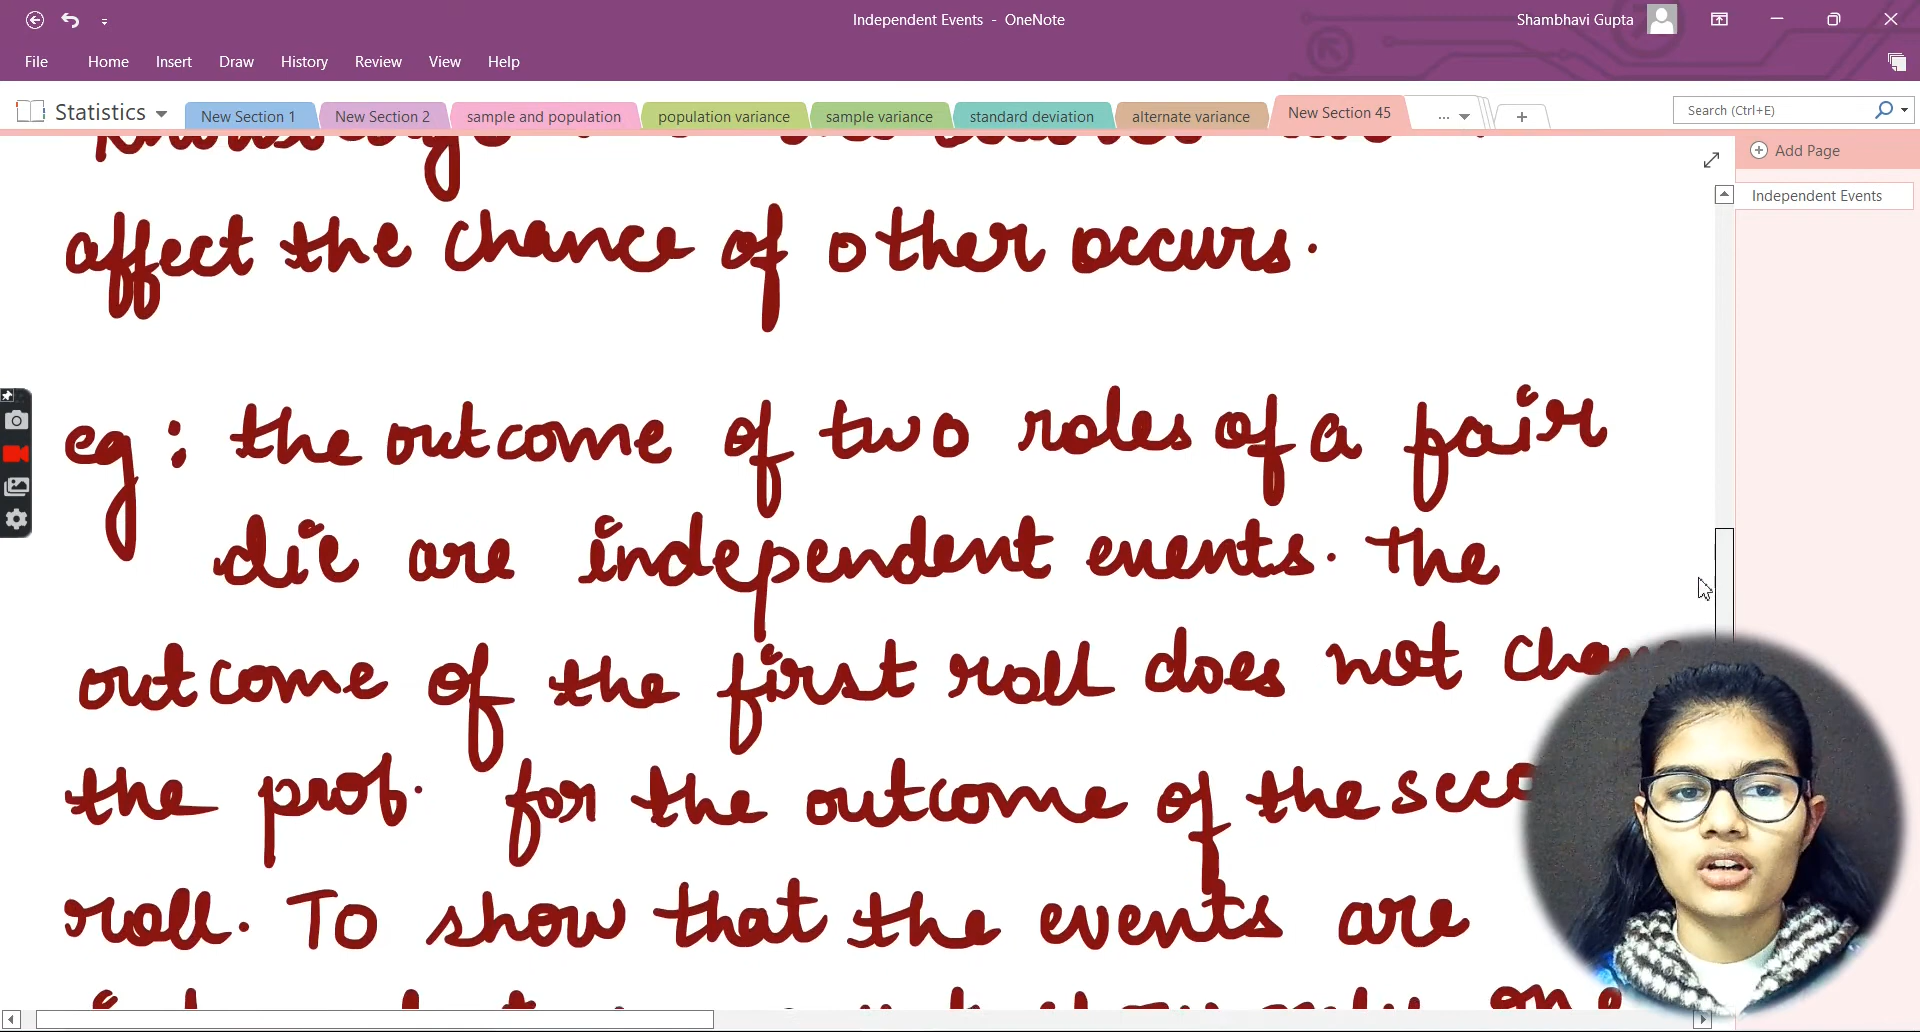 Independent Events - OneNote
Shambhavi Gupta
File Home Insert Draw History Review View Help
Statistics
New Section 1
New Section 2
sample and population
population variance
sample variance
standard deviation
alternate variance
New Section 45
...
Search (Ctrl+E)
Add Page
Independent Events
affect the chance of other occurs.
eg : the outcome of two roles of a fair
die are independent events. The
outcome of the first roll does not
the prob. for the outcome of the
roll. To show that the events are